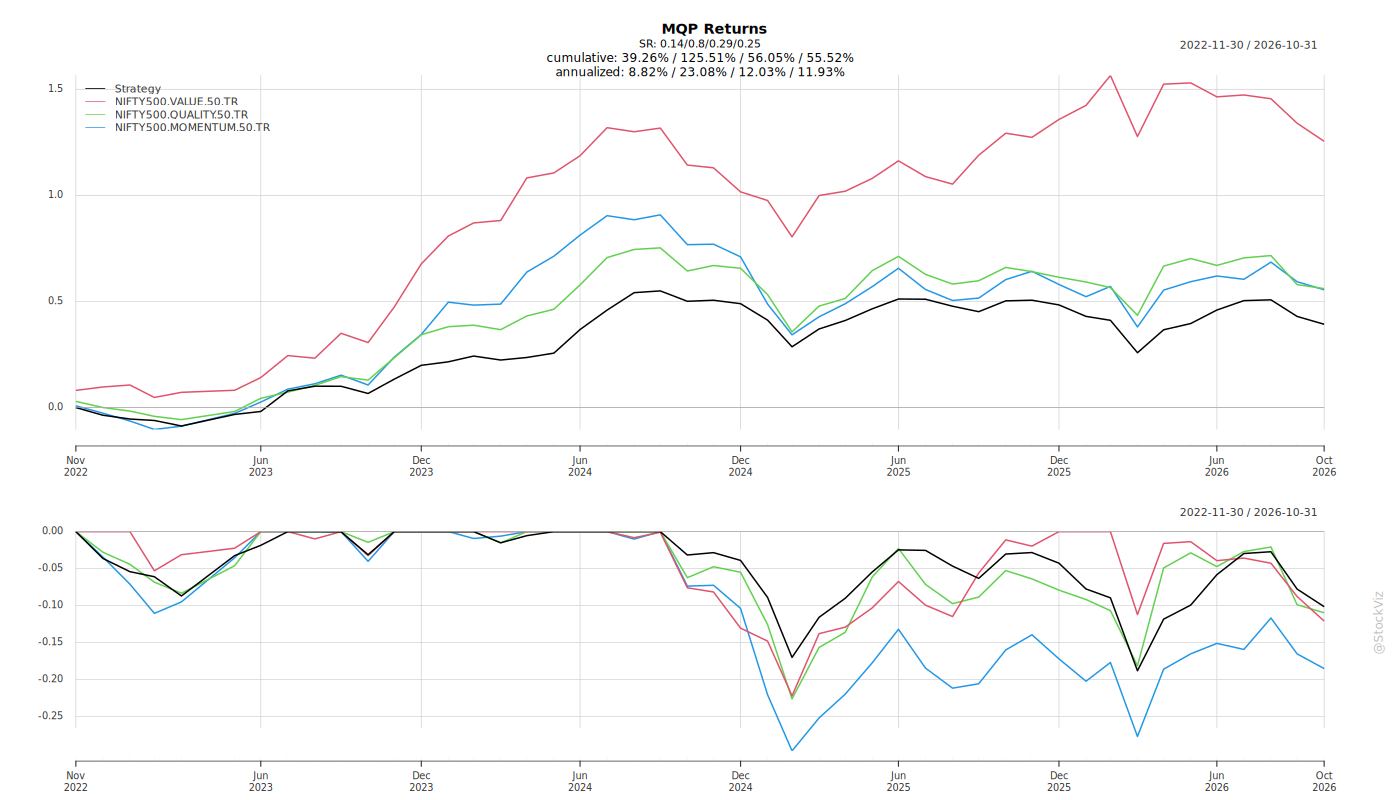 MQP Returns
SR: 0.14/0.8/0.29/0.25
cumulative: 39.26% / 125.51% / 56.05% / 55.52%
annualized: 8.82% / 23.08% / 12.03% / 11.93%
2022-11-30 / 2026-10-31
Strategy
NIFTY500.VALUE.50.TR
NIFTY500.QUALITY.50.TR
NIFTY500.MOMENTUM.50.TR
1.5
1.0
0.5
0.0
Nov Jun Dec Jun Dec Jun Dec Jun Oct
2022 2023 2023 2024 2024 2025 2025 2026 2026
2022-11-30 / 2026-10-31
0.00
-0.05
-0.10
-0.15
-0.20
-0.25
Nov Jun Dec Jun Dec Jun Dec Jun Oct
2022 2023 2023 2024 2024 2025 2025 2026 2026
@StockViz